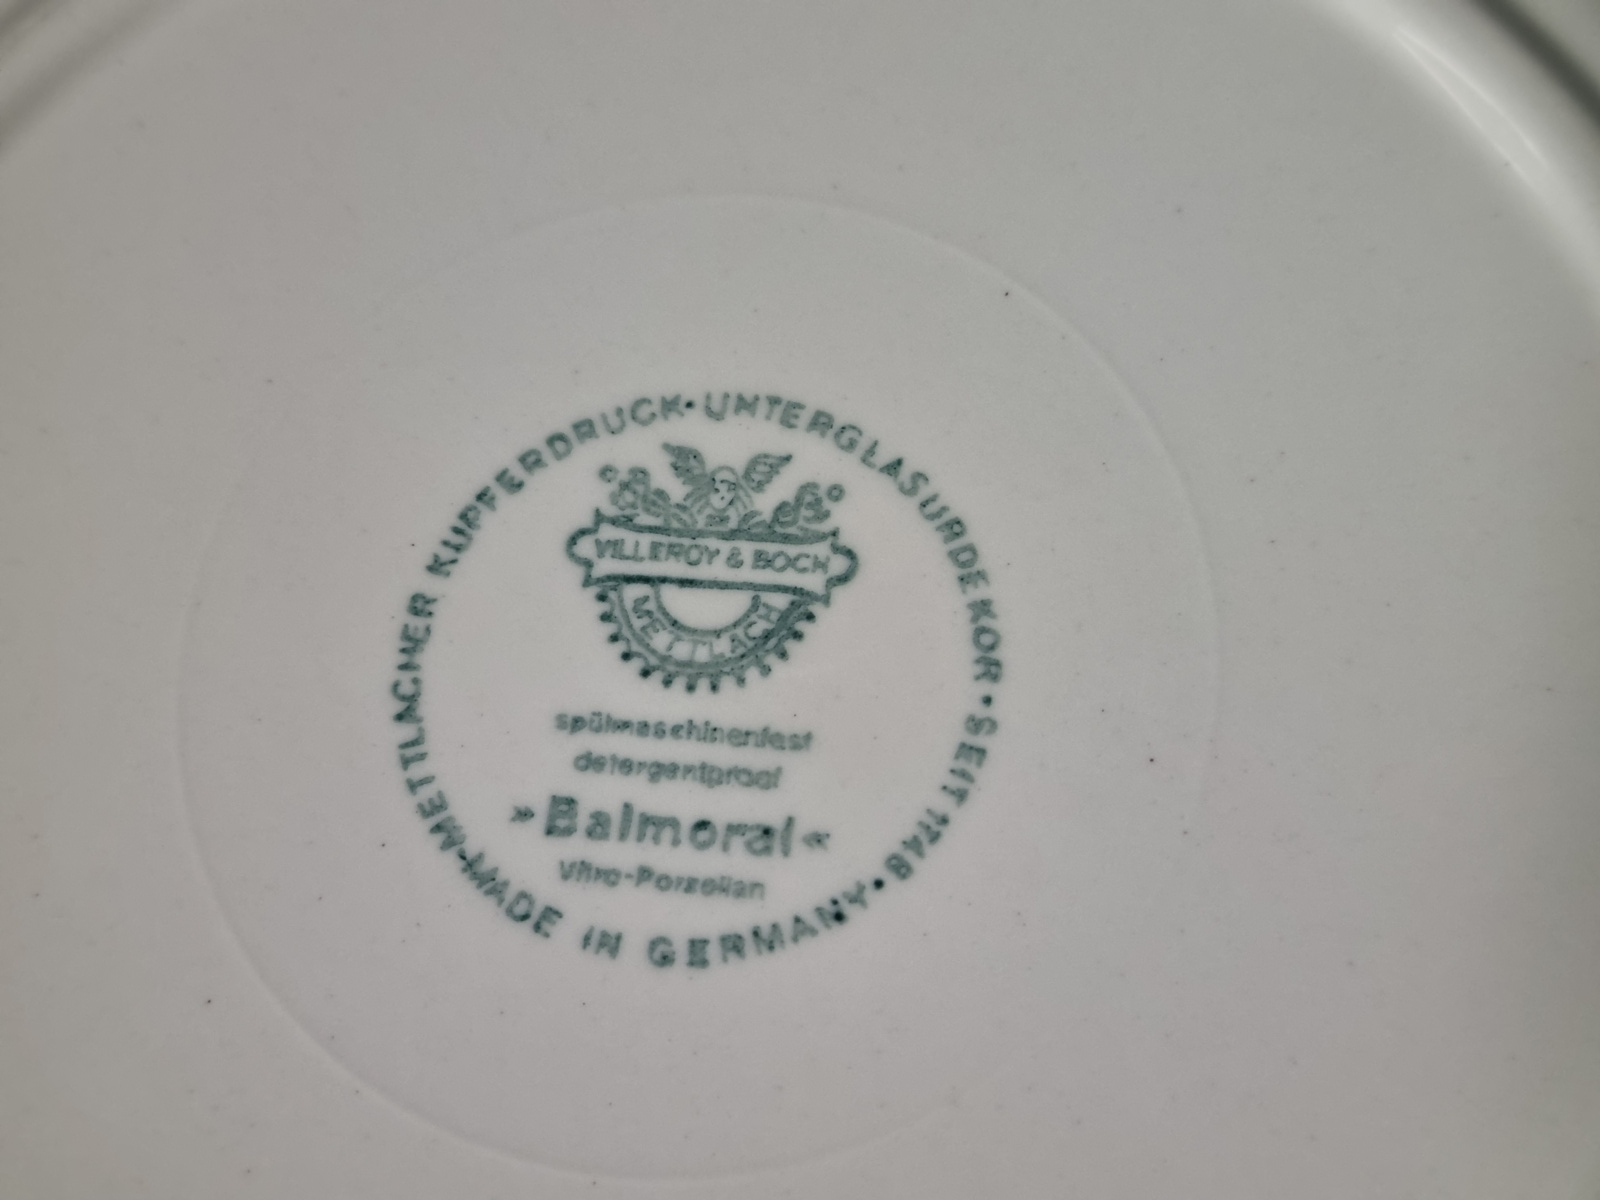 METTLACHER KUPFERDRUCK · UNTERGLASURDEKOR · SEIT 1748 · MADE IN GERMANY ·
VILLEROY & BOCH
METTLACH
spülmaschinenfest
detergentproof
»Balmoral«
Vitro-Porzellan